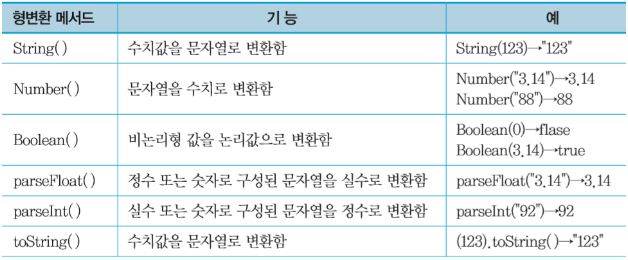 형변환 메서드 기 능 예
String( ) 수치값을 문자열로 변환함 String(123)→"123"
Number( ) 문자열을 수치로 변환함 Number("3.14")→3.14
Number("88")→88
Boolean( ) 비논리형 값을 논리값으로 변환함 Boolean(0)→flase
Boolean(3.14)→true
parseFloat( ) 정수 또는 숫자로 구성된 문자열을 실수로 변환함 parseFloat("3.14")→3.14
parseInt( ) 실수 또는 숫자로 구성된 문자열을 정수로 변환함 parseInt("92")→92
toString( ) 수치값을 문자열로 변환함 (123).toString( )→"123"